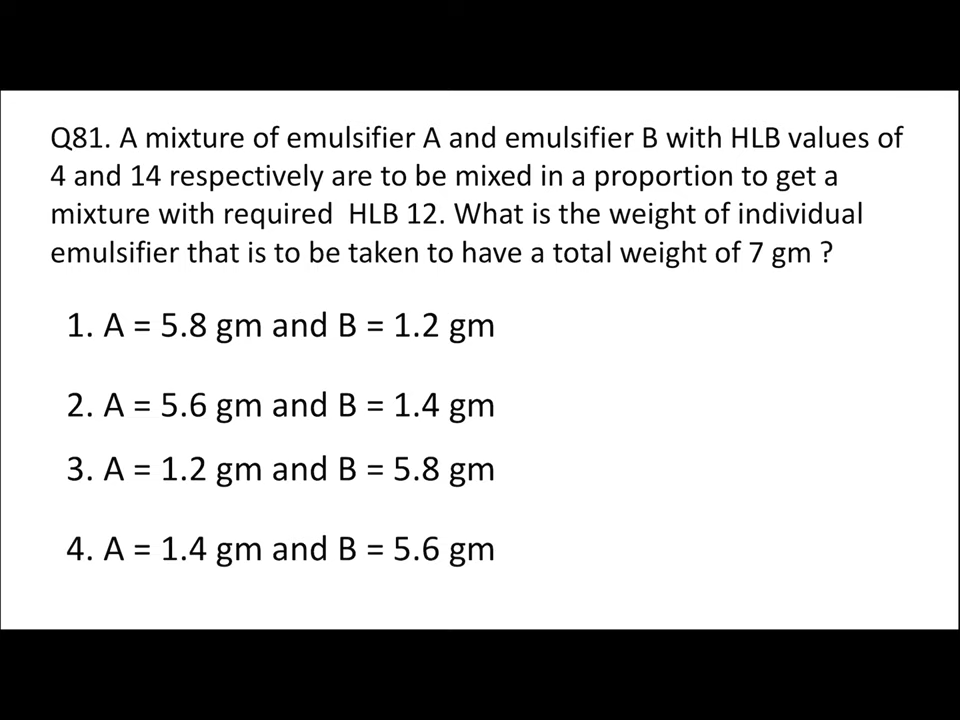 Q81. A mixture of emulsifier A and emulsifier B with HLB values of
4 and 14 respectively are to be mixed in a proportion to get a
mixture with required  HLB 12. What is the weight of individual
emulsifier that is to be taken to have a total weight of 7 gm ?
1. A = 5.8 gm and B = 1.2 gm
2. A = 5.6 gm and B = 1.4 gm
3. A = 1.2 gm and B = 5.8 gm
4. A = 1.4 gm and B = 5.6 gm